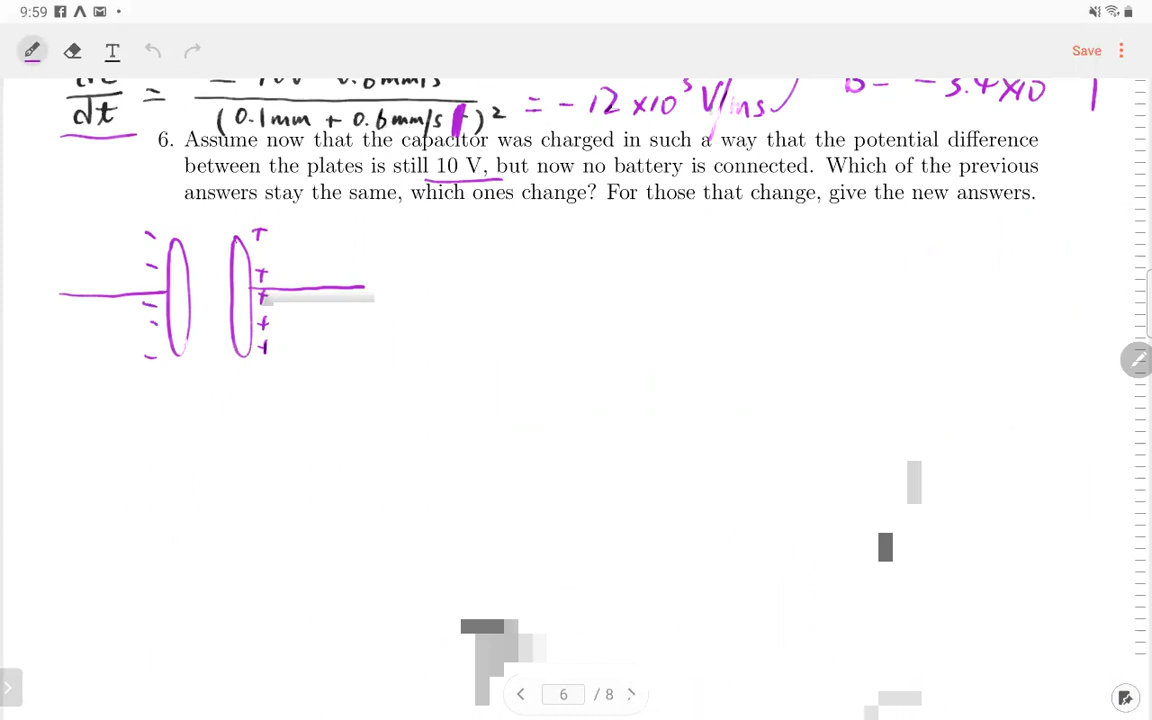 9:59
Save
dt = (0.1mm + 0.6mm/s )² = - 12 ×10³ V/ms
- 3.4×10
6. Assume now that the capacitor was charged in such a way that the potential difference
between the plates is still 10 V, but now no battery is connected. Which of the previous
answers stay the same, which ones change? For those that change, give the new answers.
- +
- +
- +
- +
- +
6 / 8